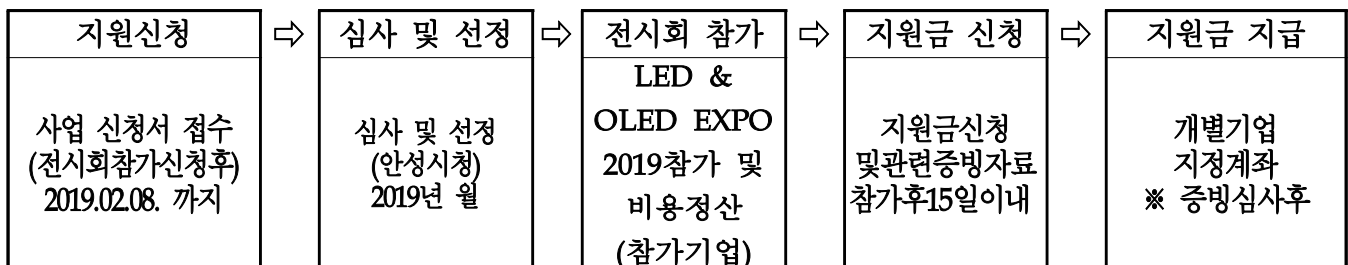 지원신청
⇨
심사 및 선정
⇨
전시회 참가
⇨
지원금 신청
⇨
지원금 지급
사업 신청서 접수
(전시회참가신청후)
2019.02.08. 까지
심사 및 선정
(안성시청)
2019년 월
LED &
OLED EXPO
2019참가 및
비용정산
(참가기업)
지원금신청
및관련증빙자료
참가후15일이내
개별기업
지정계좌
※ 증빙심사후